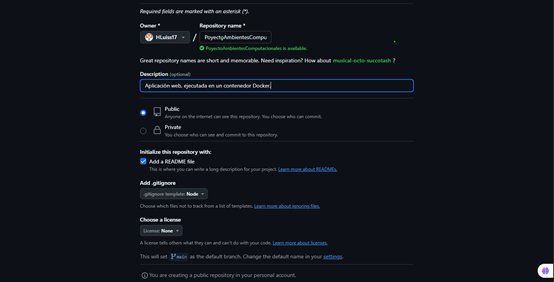 Required fields are marked with an asterisk (*).
Owner *
Repository name *
HLuiss17
/
PoyectyAmbientesCompu
PoyectoAmbientesComputacionales is available.
Great repository names are short and memorable. Need inspiration? How about musical-octo-succotash ?
Description (optional)
Aplicación web, ejecutada en un contenedor Docker.
Public
Anyone on the internet can see this repository. You choose who can commit.
Private
You choose who can see and commit to this repository.
Initialize this repository with:
Add a README file
This is where you can write a long description for your project. Learn more about READMEs.
Add .gitignore
.gitignore template: Node
Choose which files not to track from a list of templates. Learn more about ignoring files.
Choose a license
License: None
A license tells others what they can and can't do with your code. Learn more about licenses.
This will set main as the default branch. Change the default name in your settings.
You are creating a public repository in your personal account.